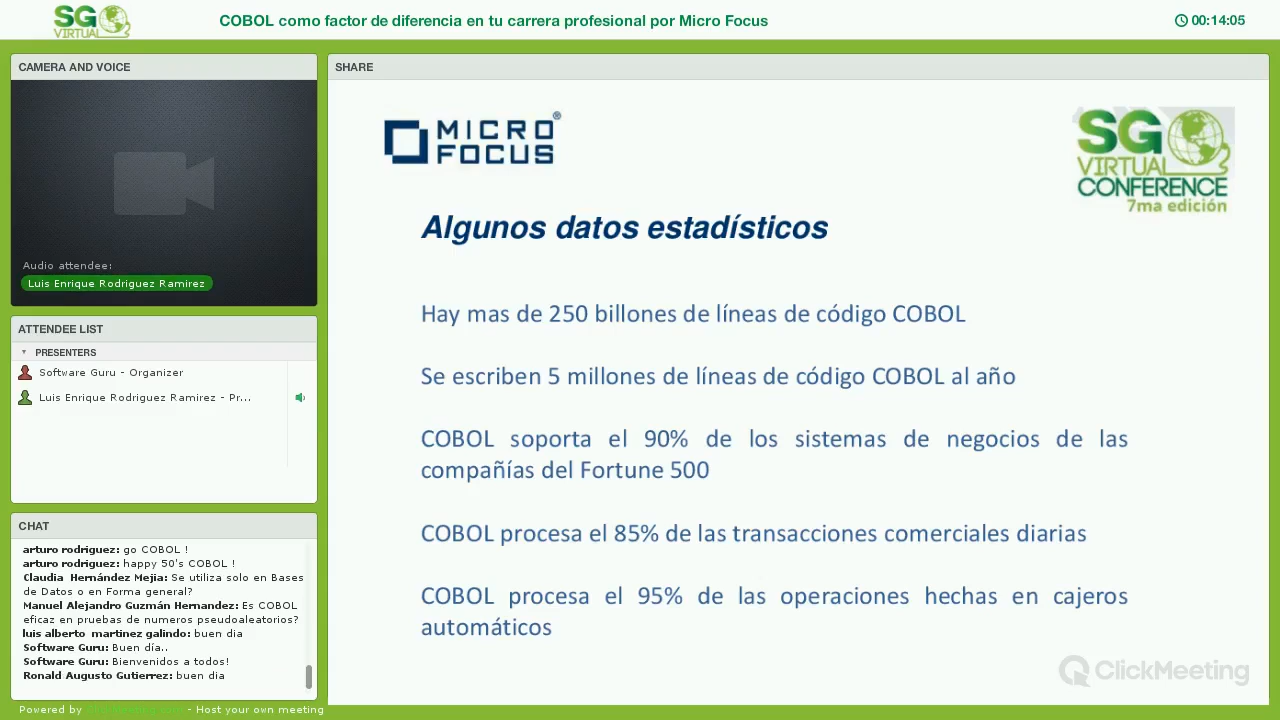 SG
VIRTUAL
COBOL como factor de diferencia en tu carrera profesional por Micro Focus
00:14:05
CAMERA AND VOICE
Audio attendee:
Luis Enrique Rodriguez Ramirez
ATTENDEE LIST
PRESENTERS
Software Guru - Organizer
Luis Enrique Rodriguez Ramirez - Pr...
CHAT
arturo rodriguez: go COBOL !
arturo rodriguez: happy 50's COBOL !
Claudia Hernández Mejia: Se utiliza solo en Bases
de Datos o en Forma general?
Manuel Alejandro Guzmán Hernandez: Es COBOL
eficaz en pruebas de numeros pseudoaleatorios?
luis alberto martinez galindo: buen dia
Software Guru: Buen día..
Software Guru: Bienvenidos a todos!
Ronald Augusto Gutierrez: buen dia
Powered by ClickMeeting.com - Host your own meeting
SHARE
MICRO
FOCUS®
SG
VIRTUAL
CONFERENCE
7ma edición
Algunos datos estadísticos
Hay mas de 250 billones de líneas de código COBOL
Se escriben 5 millones de líneas de código COBOL al año
COBOL soporta el 90% de los sistemas de negocios de las
compañías del Fortune 500
COBOL procesa el 85% de las transacciones comerciales diarias
COBOL procesa el 95% de las operaciones hechas en cajeros
automáticos
ClickMeeting